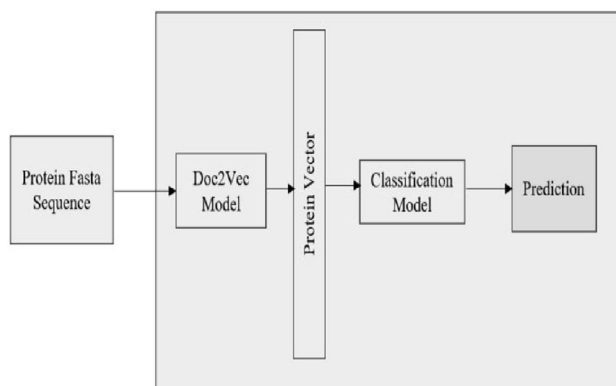 Protein Fasta
Sequence
Doc2Vec
Model
Protein Vector
Classification
Model
Prediction